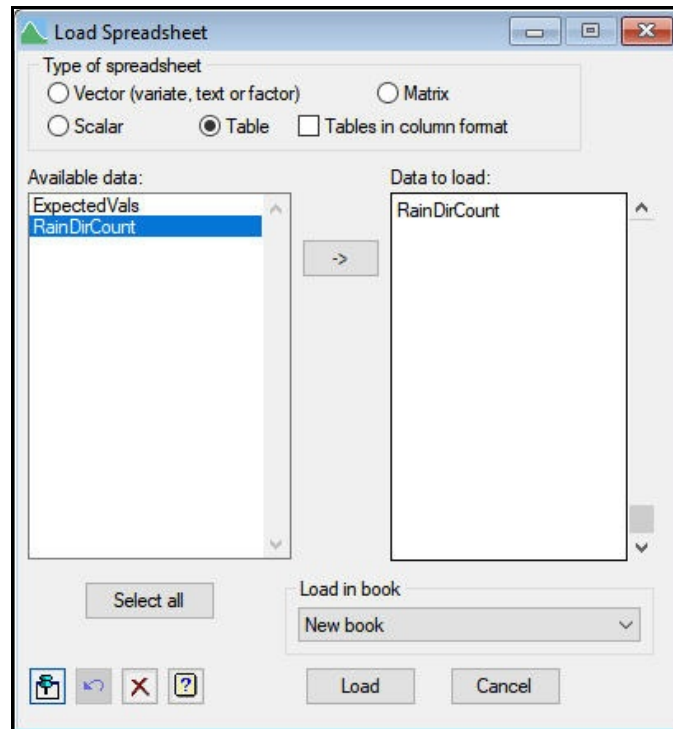 Load Spreadsheet
Type of spreadsheet
Vector (variate, text or factor)
Matrix
Scalar
Table
Tables in column format
Available data:
Data to load:
ExpectedVals
RainDirCount
RainDirCount
->
Select all
Load in book
New book
?
Load
Cancel